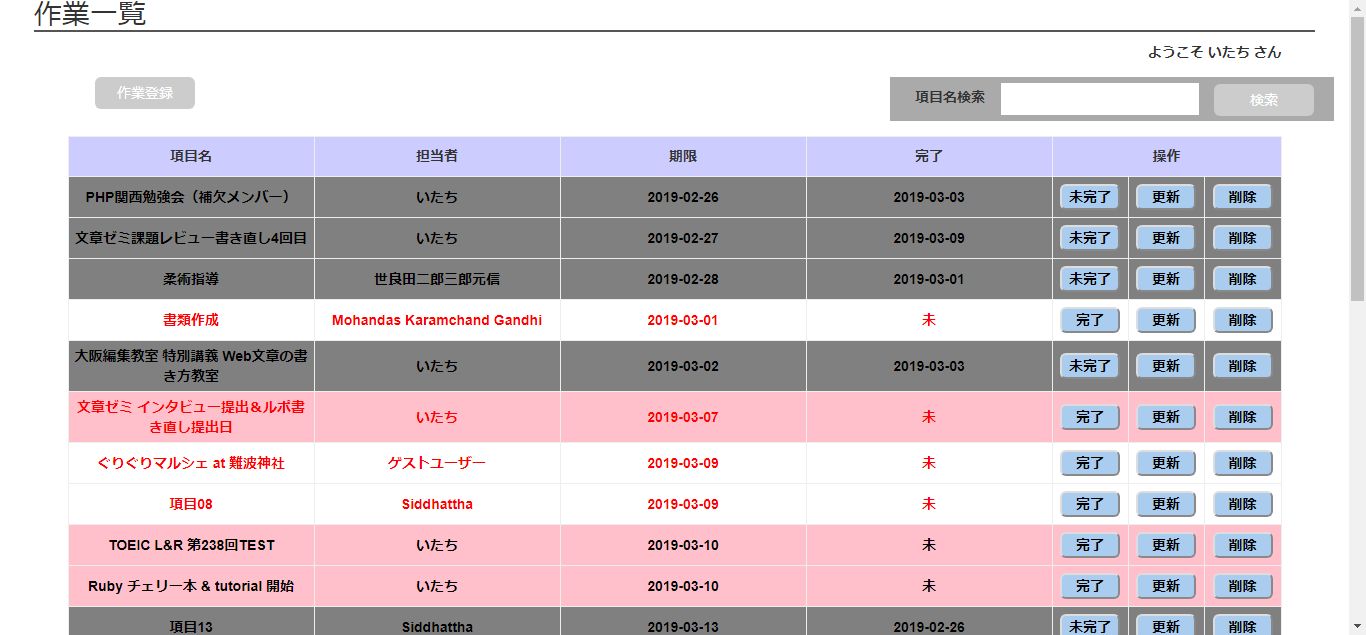 作業一覧
ようこそ いたち さん
作業登録
項目名検索 検索
項目名 担当者 期限 完了 操作
PHP関西勉強会（補欠メンバー） いたち 2019-02-26 2019-03-03 未完了 更新 削除
文章ゼミ課題レビュー書き直し4回目 いたち 2019-02-27 2019-03-09 未完了 更新 削除
柔術指導 世良田二郎三郎元信 2019-02-28 2019-03-01 未完了 更新 削除
書類作成 Mohandas Karamchand Gandhi 2019-03-01 未 完了 更新 削除
大阪編集教室 特別講義 Web文章の書
き方教室 いたち 2019-03-02 2019-03-03 未完了 更新 削除
文章ゼミ インタビュー提出＆ルポ書
き直し提出日 いたち 2019-03-07 未 完了 更新 削除
ぐりぐりマルシェ at 難波神社 ゲストユーザー 2019-03-09 未 完了 更新 削除
項目08 Siddhattha 2019-03-09 未 完了 更新 削除
TOEIC L&R 第238回TEST いたち 2019-03-10 未 完了 更新 削除
Ruby チェリー本 & tutorial 開始 いたち 2019-03-10 未 完了 更新 削除
項目13 Siddhattha 2019-03-13 2019-02-26 未完了 更新 削除